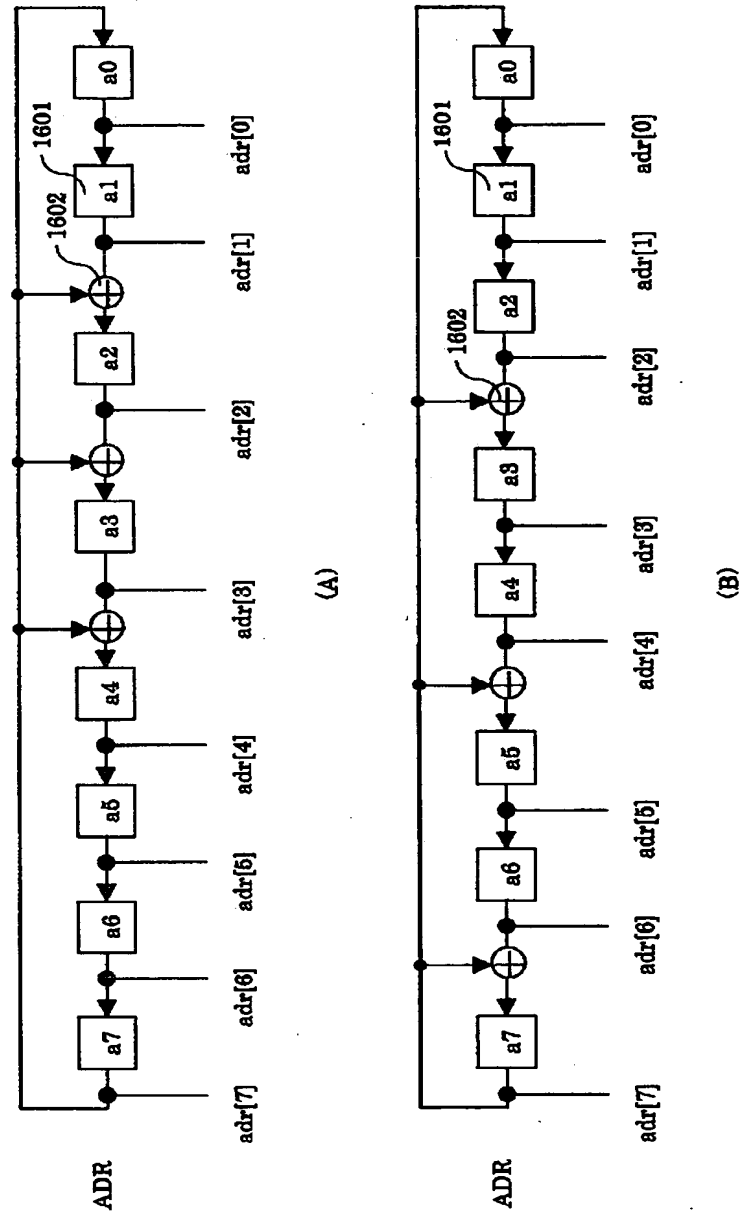 ADR
a7
a6
a5
a4
a3
a2
a1
a0
1602
1601
adr[7]
adr[6]
adr[5]
adr[4]
adr[3]
adr[2]
adr[1]
adr[0]
(A)
ADR
a7
a6
a5
a4
a3
a2
a1
a0
1602
1601
adr[7]
adr[6]
adr[5]
adr[4]
adr[3]
adr[2]
adr[1]
adr[0]
(B)